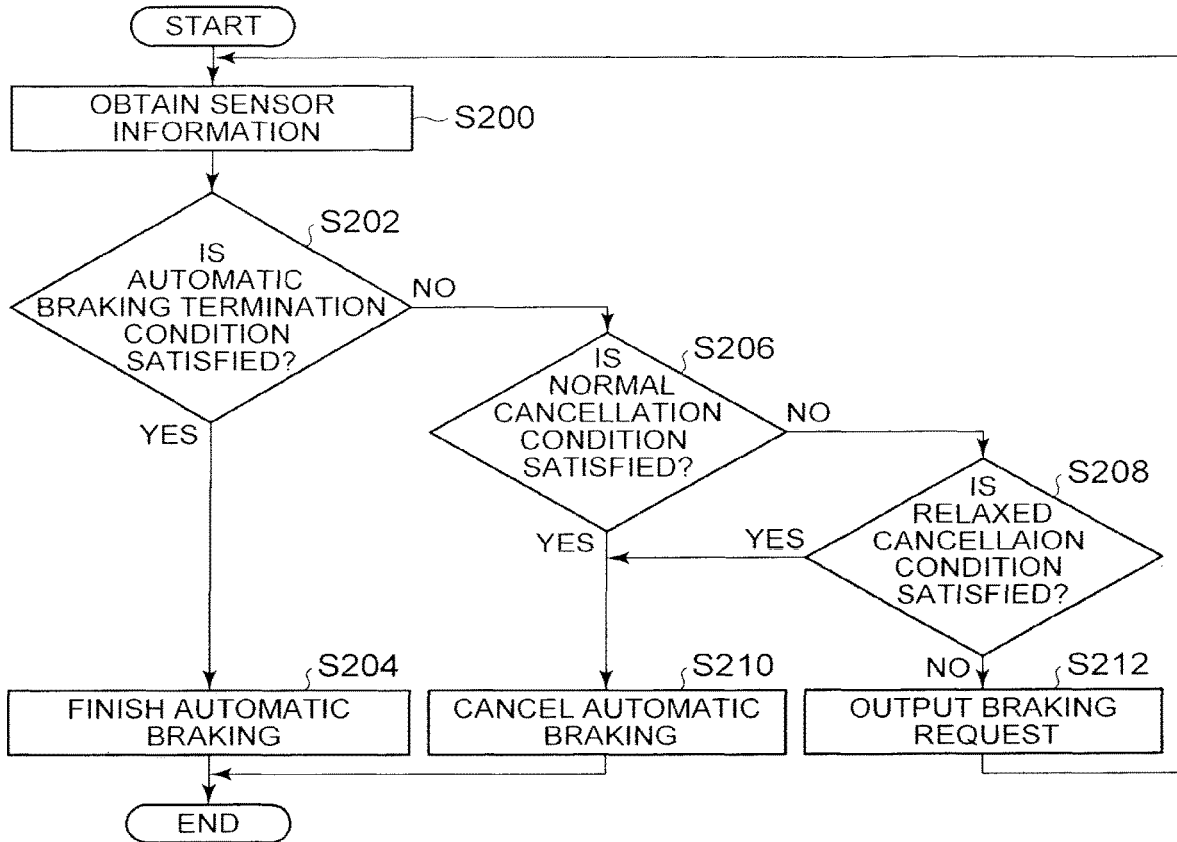 START
OBTAIN SENSOR
INFORMATION
S200
S202
IS
AUTOMATIC
BRAKING TERMINATION
CONDITION
SATISFIED?
NO
YES
S206
IS
NORMAL
CANCELLATION
CONDITION
SATISFIED?
NO
YES
S208
IS
RELAXED
CANCELLAION
CONDITION
SATISFIED?
YES
NO
S204
FINISH AUTOMATIC
BRAKING
S210
CANCEL AUTOMATIC
BRAKING
S212
OUTPUT BRAKING
REQUEST
END